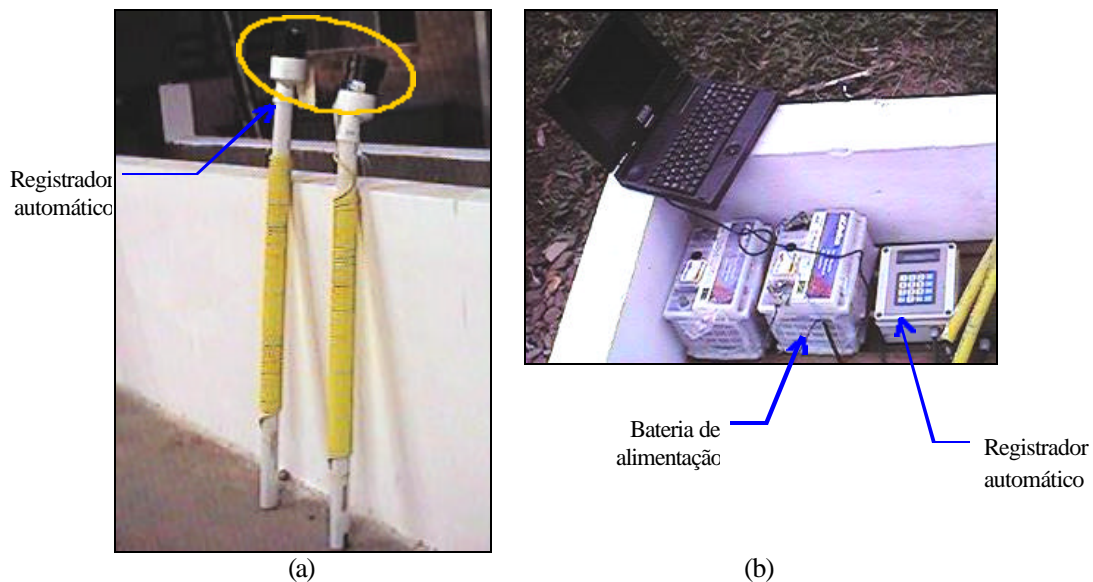 Registrador
automático
Bateria de
alimentação
Registrador
automático
(a)
(b)